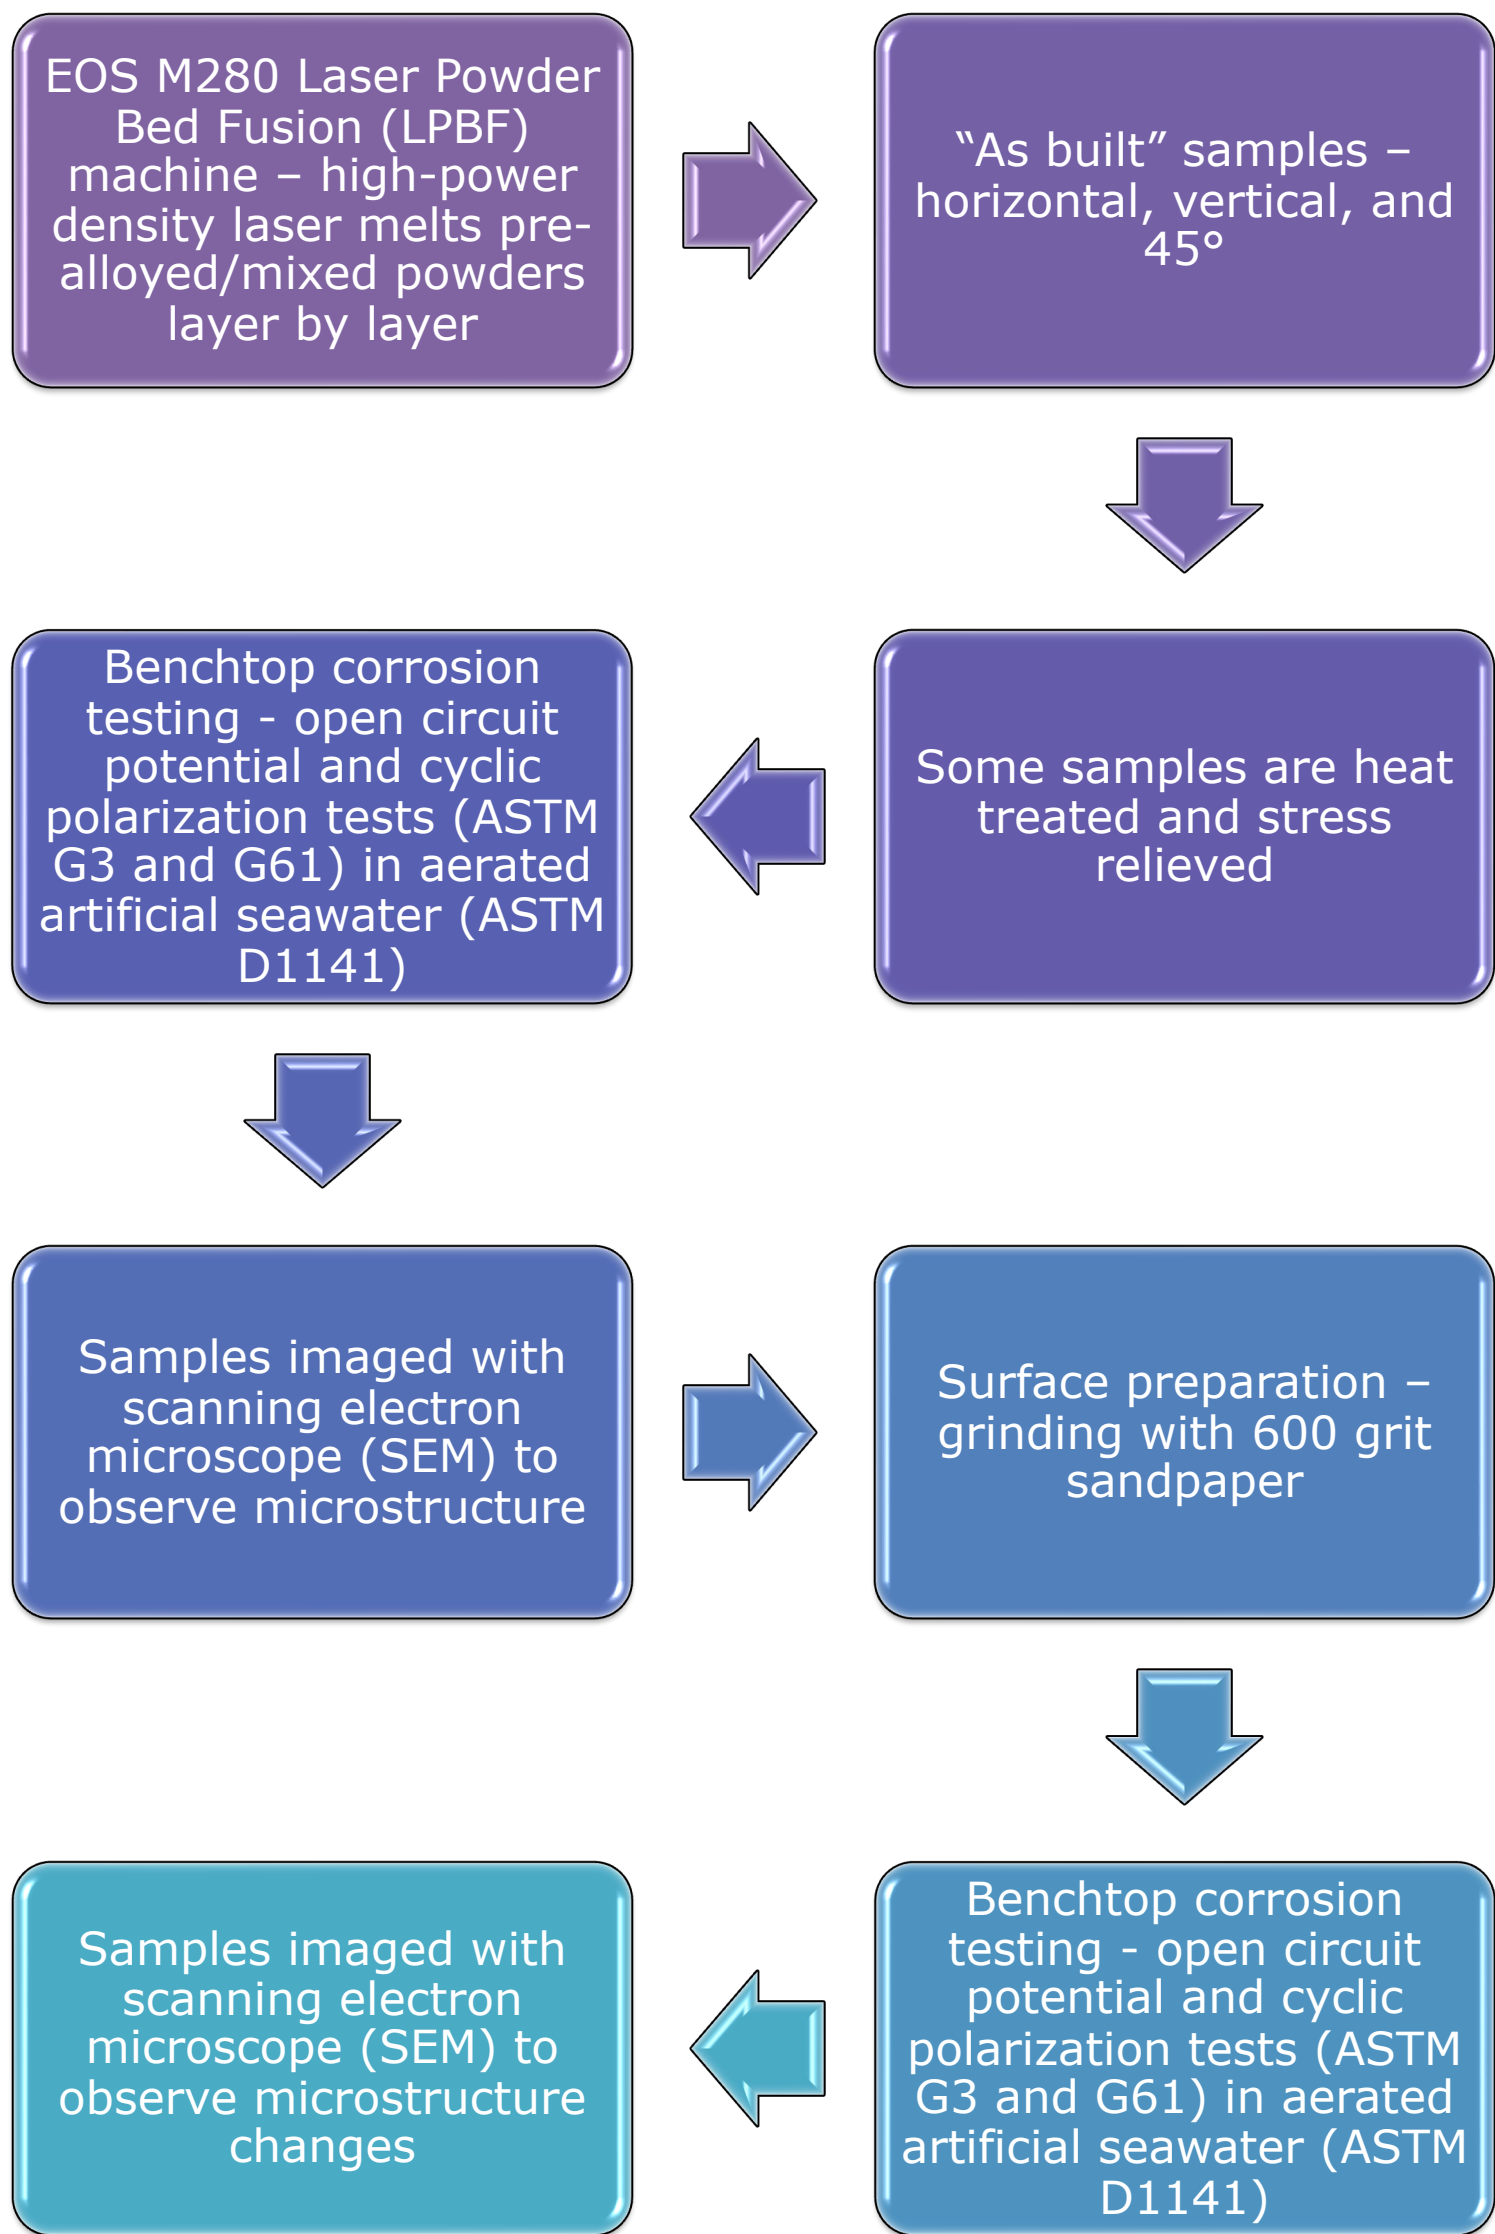 EOS M280 Laser Powder
Bed Fusion (LPBF)
machine – high-power
density laser melts pre-
alloyed/mixed powders
layer by layer
“As built” samples –
horizontal, vertical, and
45°
Some samples are heat
treated and stress
relieved
Benchtop corrosion
testing - open circuit
potential and cyclic
polarization tests (ASTM
G3 and G61) in aerated
artificial seawater (ASTM
D1141)
Samples imaged with
scanning electron
microscope (SEM) to
observe microstructure
Surface preparation –
grinding with 600 grit
sandpaper
Benchtop corrosion
testing - open circuit
potential and cyclic
polarization tests (ASTM
G3 and G61) in aerated
artificial seawater (ASTM
D1141)
Samples imaged with
scanning electron
microscope (SEM) to
observe microstructure
changes